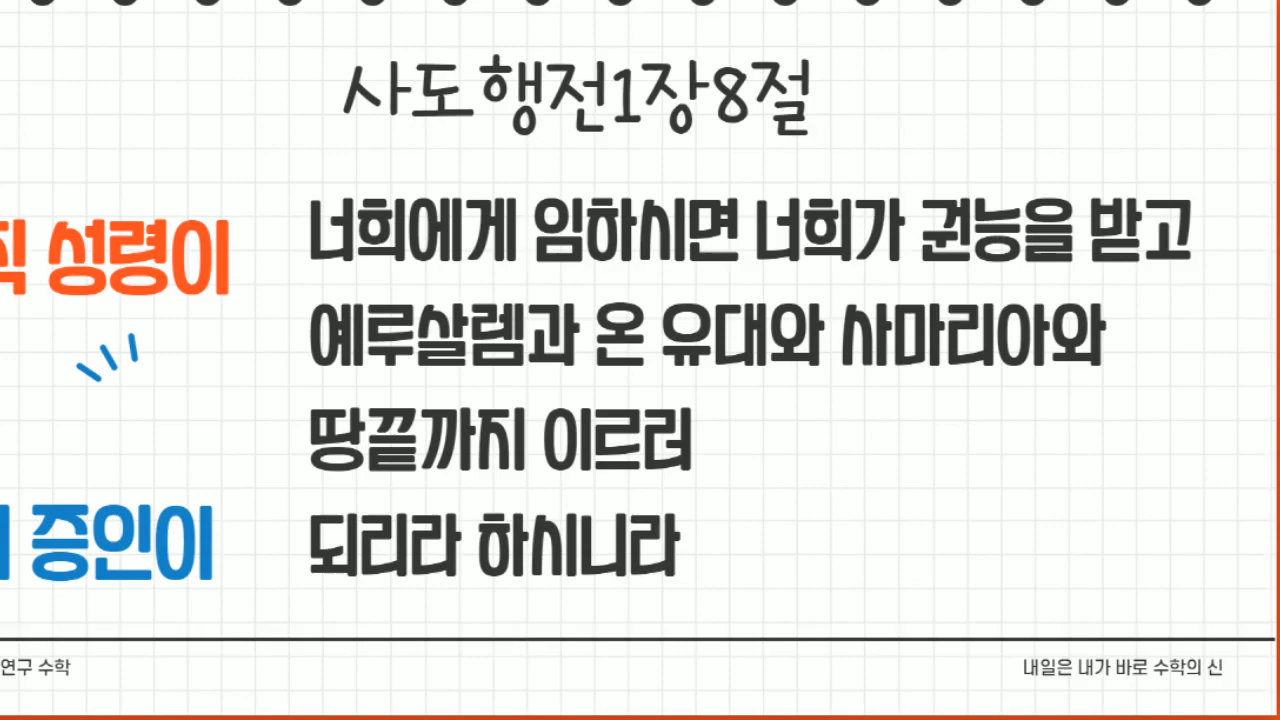 사도행전1장8절
성령이 너희에게 임하시면 너희가 권능을 받고
예루살렘과 온 유대와 사마리아와
땅끝까지 이르러
증인이 되리라 하시니라
연구 수학 내일은 내가 바로 수학의 신